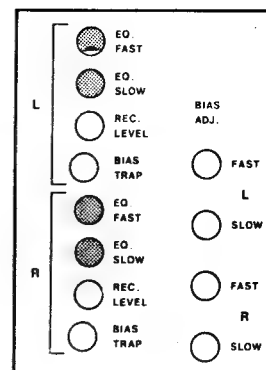 EQ.
FAST
EQ.
SLOW
L
REC.
LEVEL
BIAS
TRAP
BIAS
ADJ.
FAST
L
SLOW
EQ.
FAST
EQ.
SLOW
R
REC.
LEVEL
BIAS
TRAP
FAST
R
SLOW